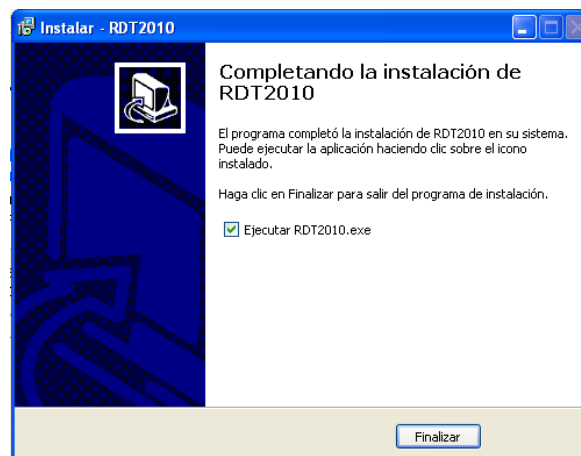 Instalar - RDT2010
Completando la instalación de
RDT2010
El programa completó la instalación de RDT2010 en su sistema.
Puede ejecutar la aplicación haciendo clic sobre el icono
instalado.
Haga clic en Finalizar para salir del programa de instalación.
Ejecutar RDT2010.exe
Finalizar